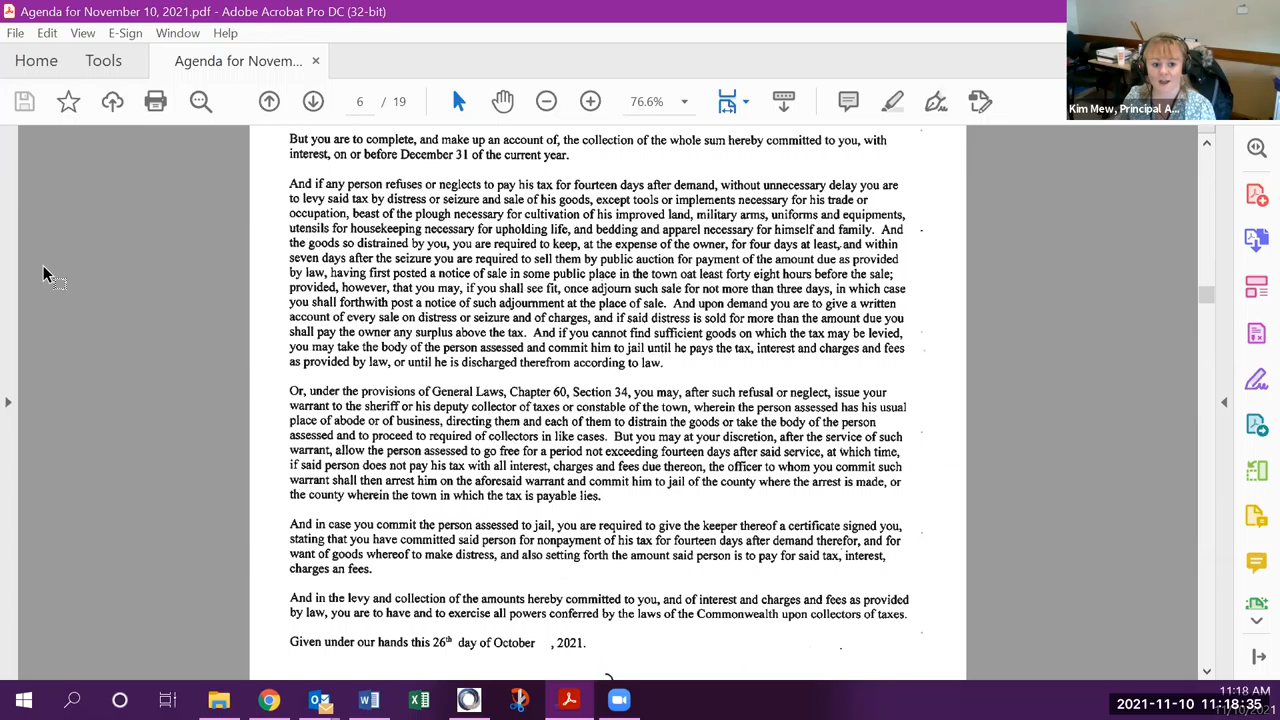 Agenda for November 10, 2021.pdf - Adobe Acrobat Pro DC (32-bit)
File Edit View E-Sign Window Help
Home Tools Agenda for Novem... ×
6 / 19 76.6%
Kim Mew, Principal A...
But you are to complete, and make up an account of, the collection of the whole sum hereby committed to you, with
interest, on or before December 31 of the current year.
And if any person refuses or neglects to pay his tax for fourteen days after demand, without unnecessary delay you are
to levy said tax by distress or seizure and sale of his goods, except tools or implements necessary for his trade or
occupation, beast of the plough necessary for cultivation of his improved land, military arms, uniforms and equipments,
utensils for housekeeping necessary for upholding life, and bedding and apparel necessary for himself and family. And
the goods so distrained by you, you are required to keep, at the expense of the owner, for four days at least, and within
seven days after the seizure you are required to sell them by public auction for payment of the amount due as provided
by law, having first posted a notice of sale in some public place in the town oat least forty eight hours before the sale;
provided, however, that you may, if you shall see fit, once adjourn such sale for not more than three days, in which case
you shall forthwith post a notice of such adjournment at the place of sale. And upon demand you are to give a written
account of every sale on distress or seizure and of charges, and if said distress is sold for more than the amount due you
shall pay the owner any surplus above the tax. And if you cannot find sufficient goods on which the tax may be levied,
you may take the body of the person assessed and commit him to jail until he pays the tax, interest and charges and fees
as provided by law, or until he is discharged therefrom according to law.
Or, under the provisions of General Laws, Chapter 60, Section 34, you may, after such refusal or neglect, issue your
warrant to the sheriff or his deputy collector of taxes or constable of the town, wherein the person assessed has his usual
place of abode or of business, directing them and each of them to distrain the goods or take the body of the person
assessed and to proceed to required of collectors in like cases. But you may at your discretion, after the service of such
warrant, allow the person assessed to go free for a period not exceeding fourteen days after said service, at which time,
if said person does not pay his tax with all interest, charges and fees due thereon, the officer to whom you commit such
warrant shall then arrest him on the aforesaid warrant and commit him to jail of the county where the arrest is made, or
the county wherein the town in which the tax is payable lies.
And in case you commit the person assessed to jail, you are required to give the keeper thereof a certificate signed you,
stating that you have committed said person for nonpayment of his tax for fourteen days after demand therefor, and for
want of goods whereof to make distress, and also setting forth the amount said person is to pay for said tax, interest,
charges an fees.
And in the levy and collection of the amounts hereby committed to you, and of interest and charges and fees as provided
by law, you are to have and to exercise all powers conferred by the laws of the Commonwealth upon collectors of taxes.
Given under our hands this 26th day of October , 2021.
11:18 AM
2021-11-10 11:18:35